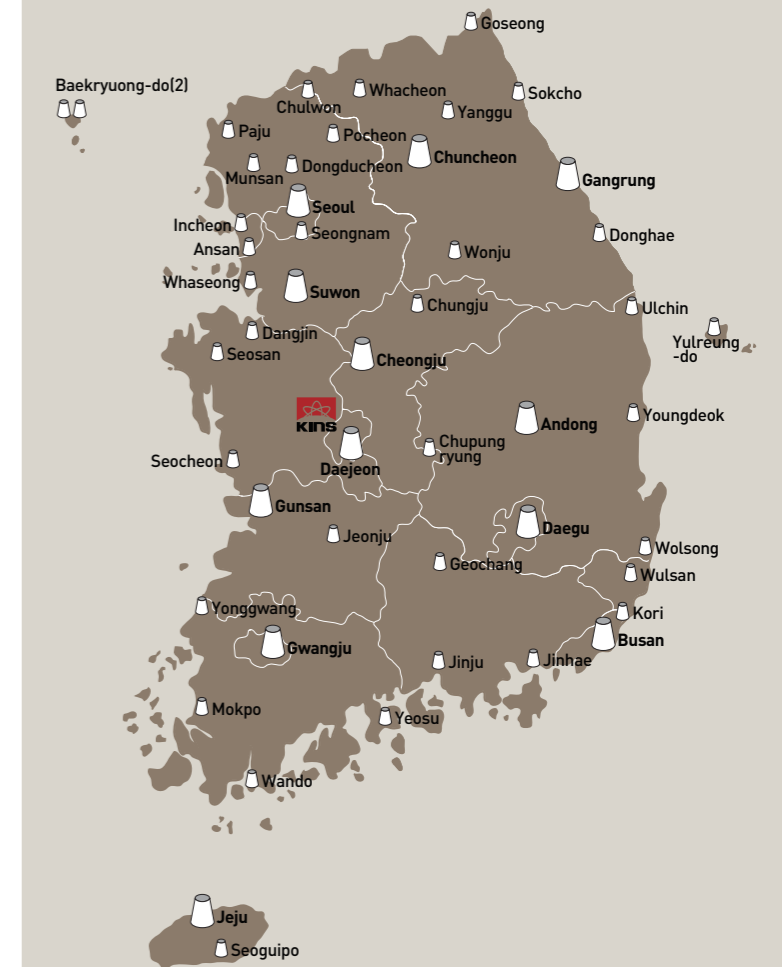 Goseong
Baekryuong-do(2)
Whacheon
Sokcho
Chulwon
Yanggu
Paju
Pocheon
Chuncheon
Dongducheon
Munsan
Gangrung
Seoul
Incheon
Seongnam
Donghae
Ansan
Wonju
Whaseong
Suwon
Chungju
Ulchin
Dangjin
Yulreung
-do
Seosan
Cheongju
KINS
Andong
Youngdeok
Chupung
ryung
Seocheon
Daejeon
Gunsan
Daegu
Jeonju
Wolsong
Geochang
Wulsan
Yonggwang
Kori
Gwangju
Busan
Jinju
Jinhae
Mokpo
Yeosu
Wando
Jeju
Seoguipo